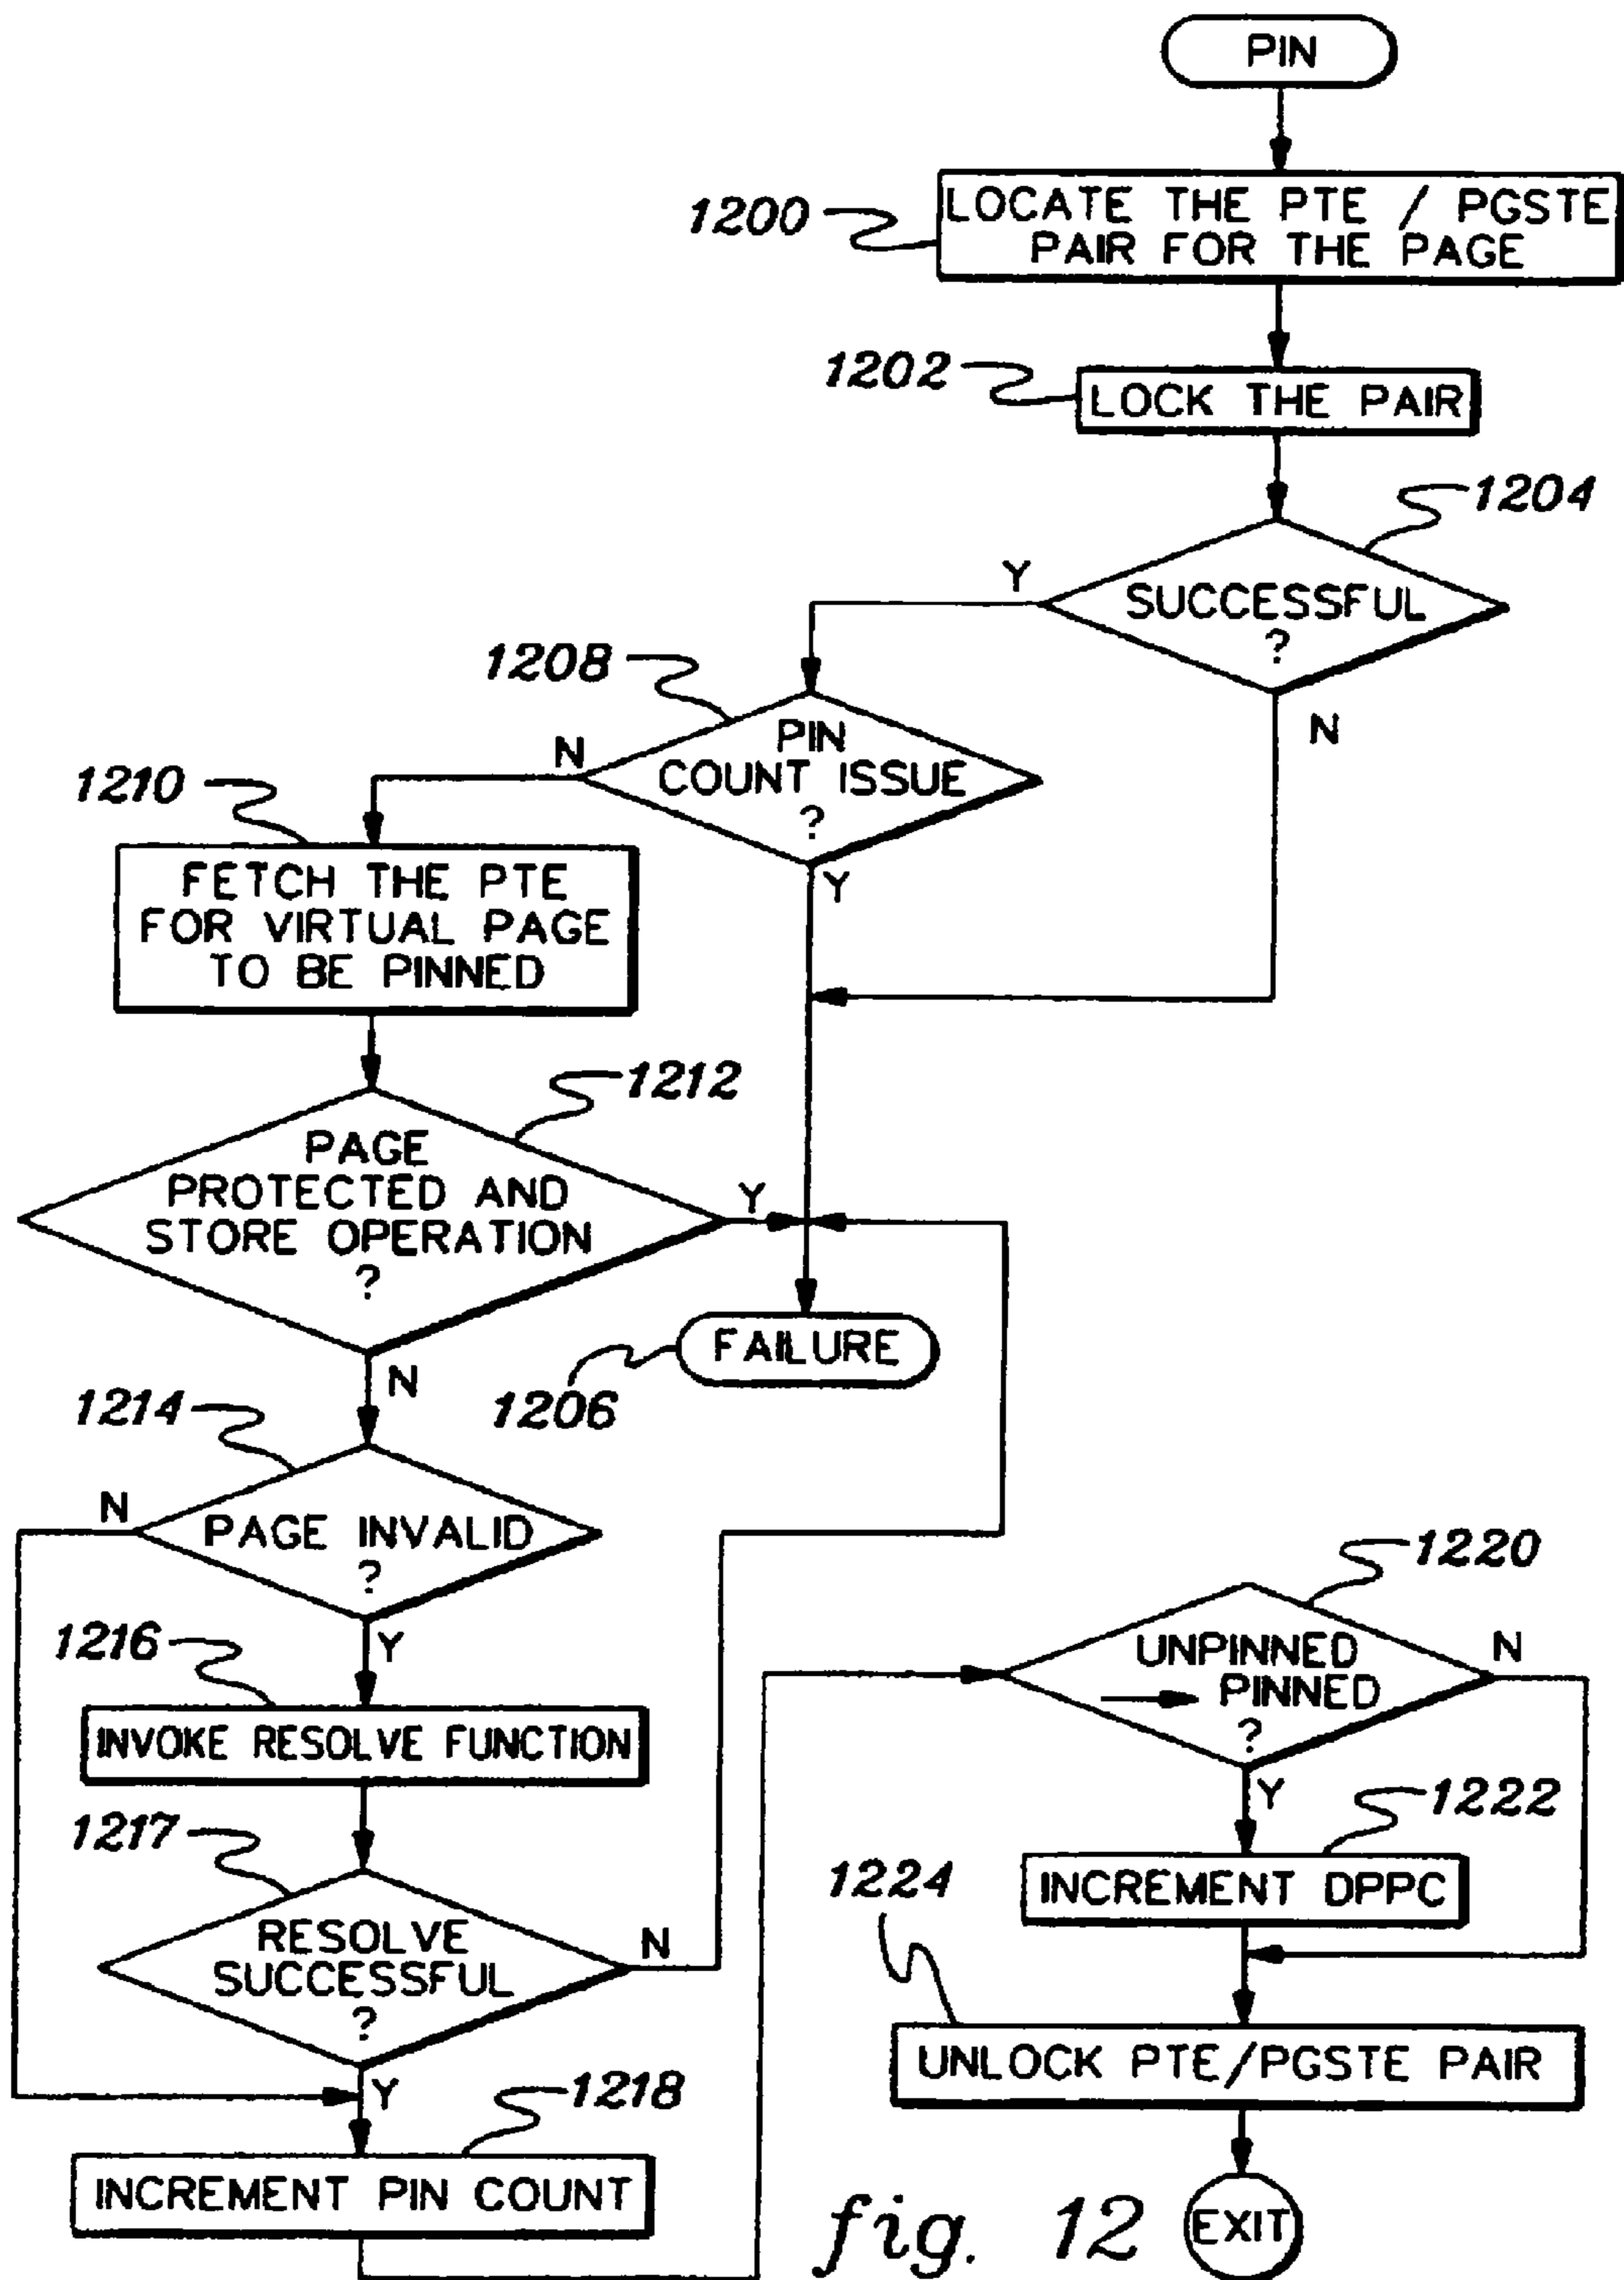 PIN
1200
LOCATE THE PTE / PGSTE
PAIR FOR THE PAGE
1202
LOCK THE PAIR
1204
SUCCESSFUL
?
Y
N
1208
PIN
COUNT ISSUE
?
N
Y
1210
FETCH THE PTE
FOR VIRTUAL PAGE
TO BE PINNED
1212
PAGE
PROTECTED AND
STORE OPERATION
?
Y
N
FAILURE
1206
1214
PAGE INVALID
?
N
Y
1216
INVOKE RESOLVE FUNCTION
1217
RESOLVE
SUCCESSFUL
?
N
Y
1218
INCREMENT PIN COUNT
1220
UNPINNED
→ PINNED
?
N
Y
1222
INCREMENT DPPC
1224
UNLOCK PTE/PGSTE PAIR
EXIT
fig. 12